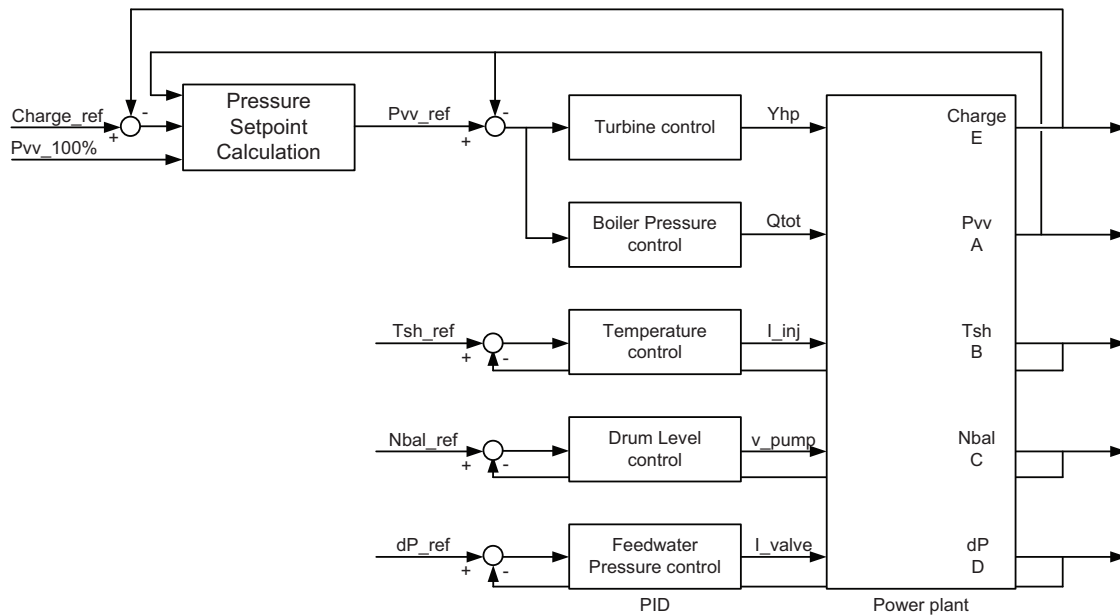 Charge_ref
Pvv_100%
+
-
Pressure
Setpoint
Calculation
Pvv_ref
+
-
Turbine control
Yhp
Charge
E
Boiler Pressure
control
Qtot
Pvv
A
Tsh_ref
+
-
Temperature
control
I_inj
Tsh
B
Nbal_ref
+
-
Drum Level
control
v_pump
Nbal
C
dP_ref
+
-
Feedwater
Pressure control
I_valve
dP
D
PID
Power plant